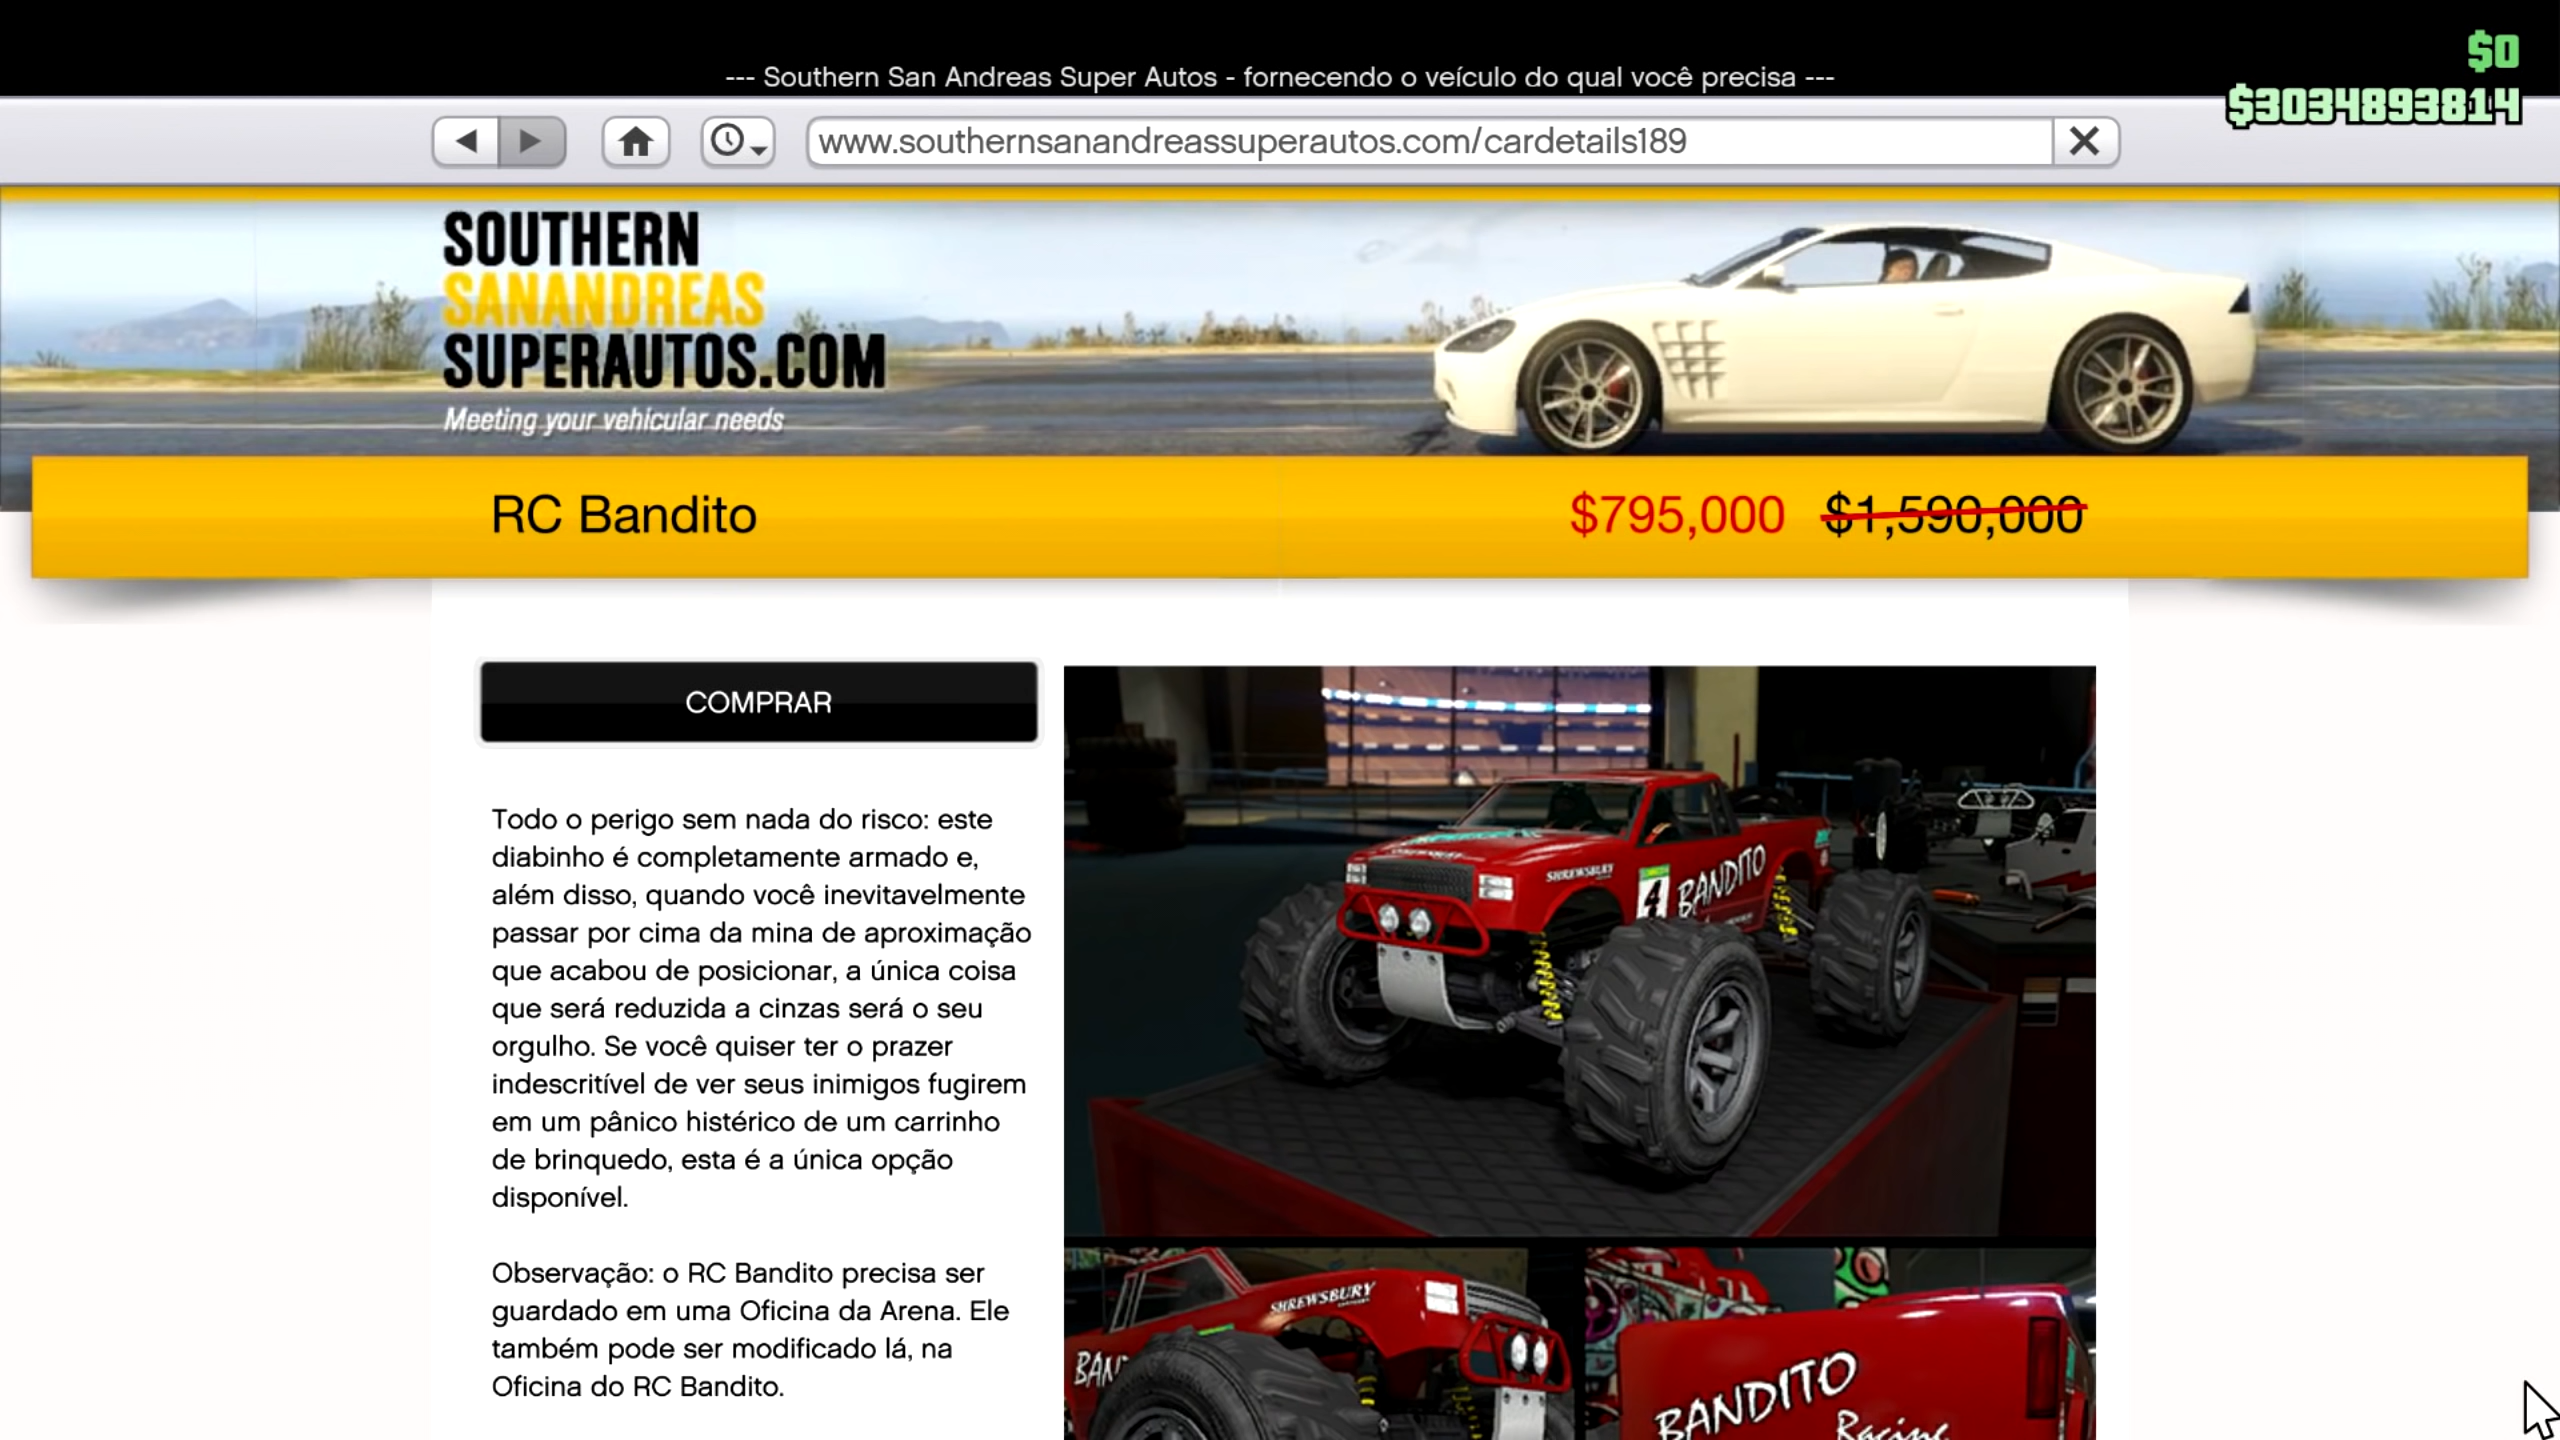 --- Southern San Andreas Super Autos - fornecendo o veículo do qual você precisa ---
$0
$3034893814
www.southernsanandreassuperautos.com/cardetails189
SOUTHERN
SANANDREAS
SUPERAUTOS.COM
Meeting your vehicular needs
RC Bandito
$795,000 $1,590,000
COMPRAR
Todo o perigo sem nada do risco: este
diabinho é completamente armado e,
além disso, quando você inevitavelmente
passar por cima da mina de aproximação
que acabou de posicionar, a única coisa
que será reduzida a cinzas será o seu
orgulho. Se você quiser ter o prazer
indescritível de ver seus inimigos fugirem
em um pânico histérico de um carrinho
de brinquedo, esta é a única opção
disponível.
Observação: o RC Bandito precisa ser
guardado em uma Oficina da Arena. Ele
também pode ser modificado lá, na
Oficina do RC Bandito.
SHREWSBURY
4
BANDITO
SHREWSBURY
BAN
BANDITO
Racing